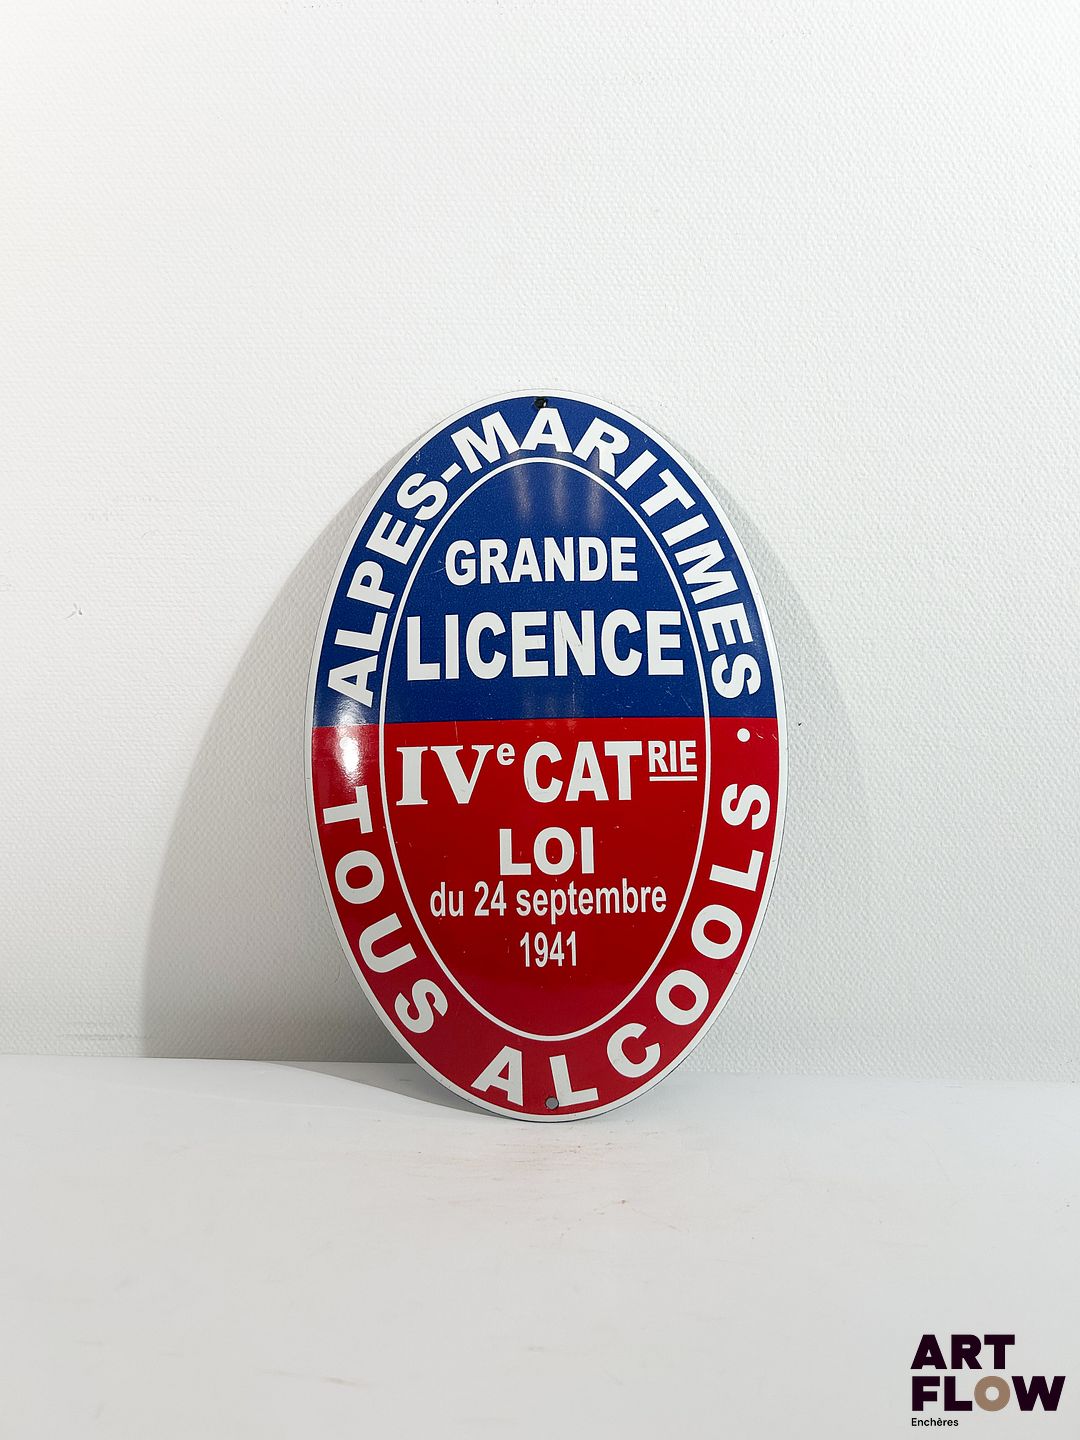 ALPES-MARITIMES
GRANDE
LICENCE
IVe CATRIE
LOI
du 24 septembre
1941
TOUS ALCOOLS.
ART
FLOW
Enchères